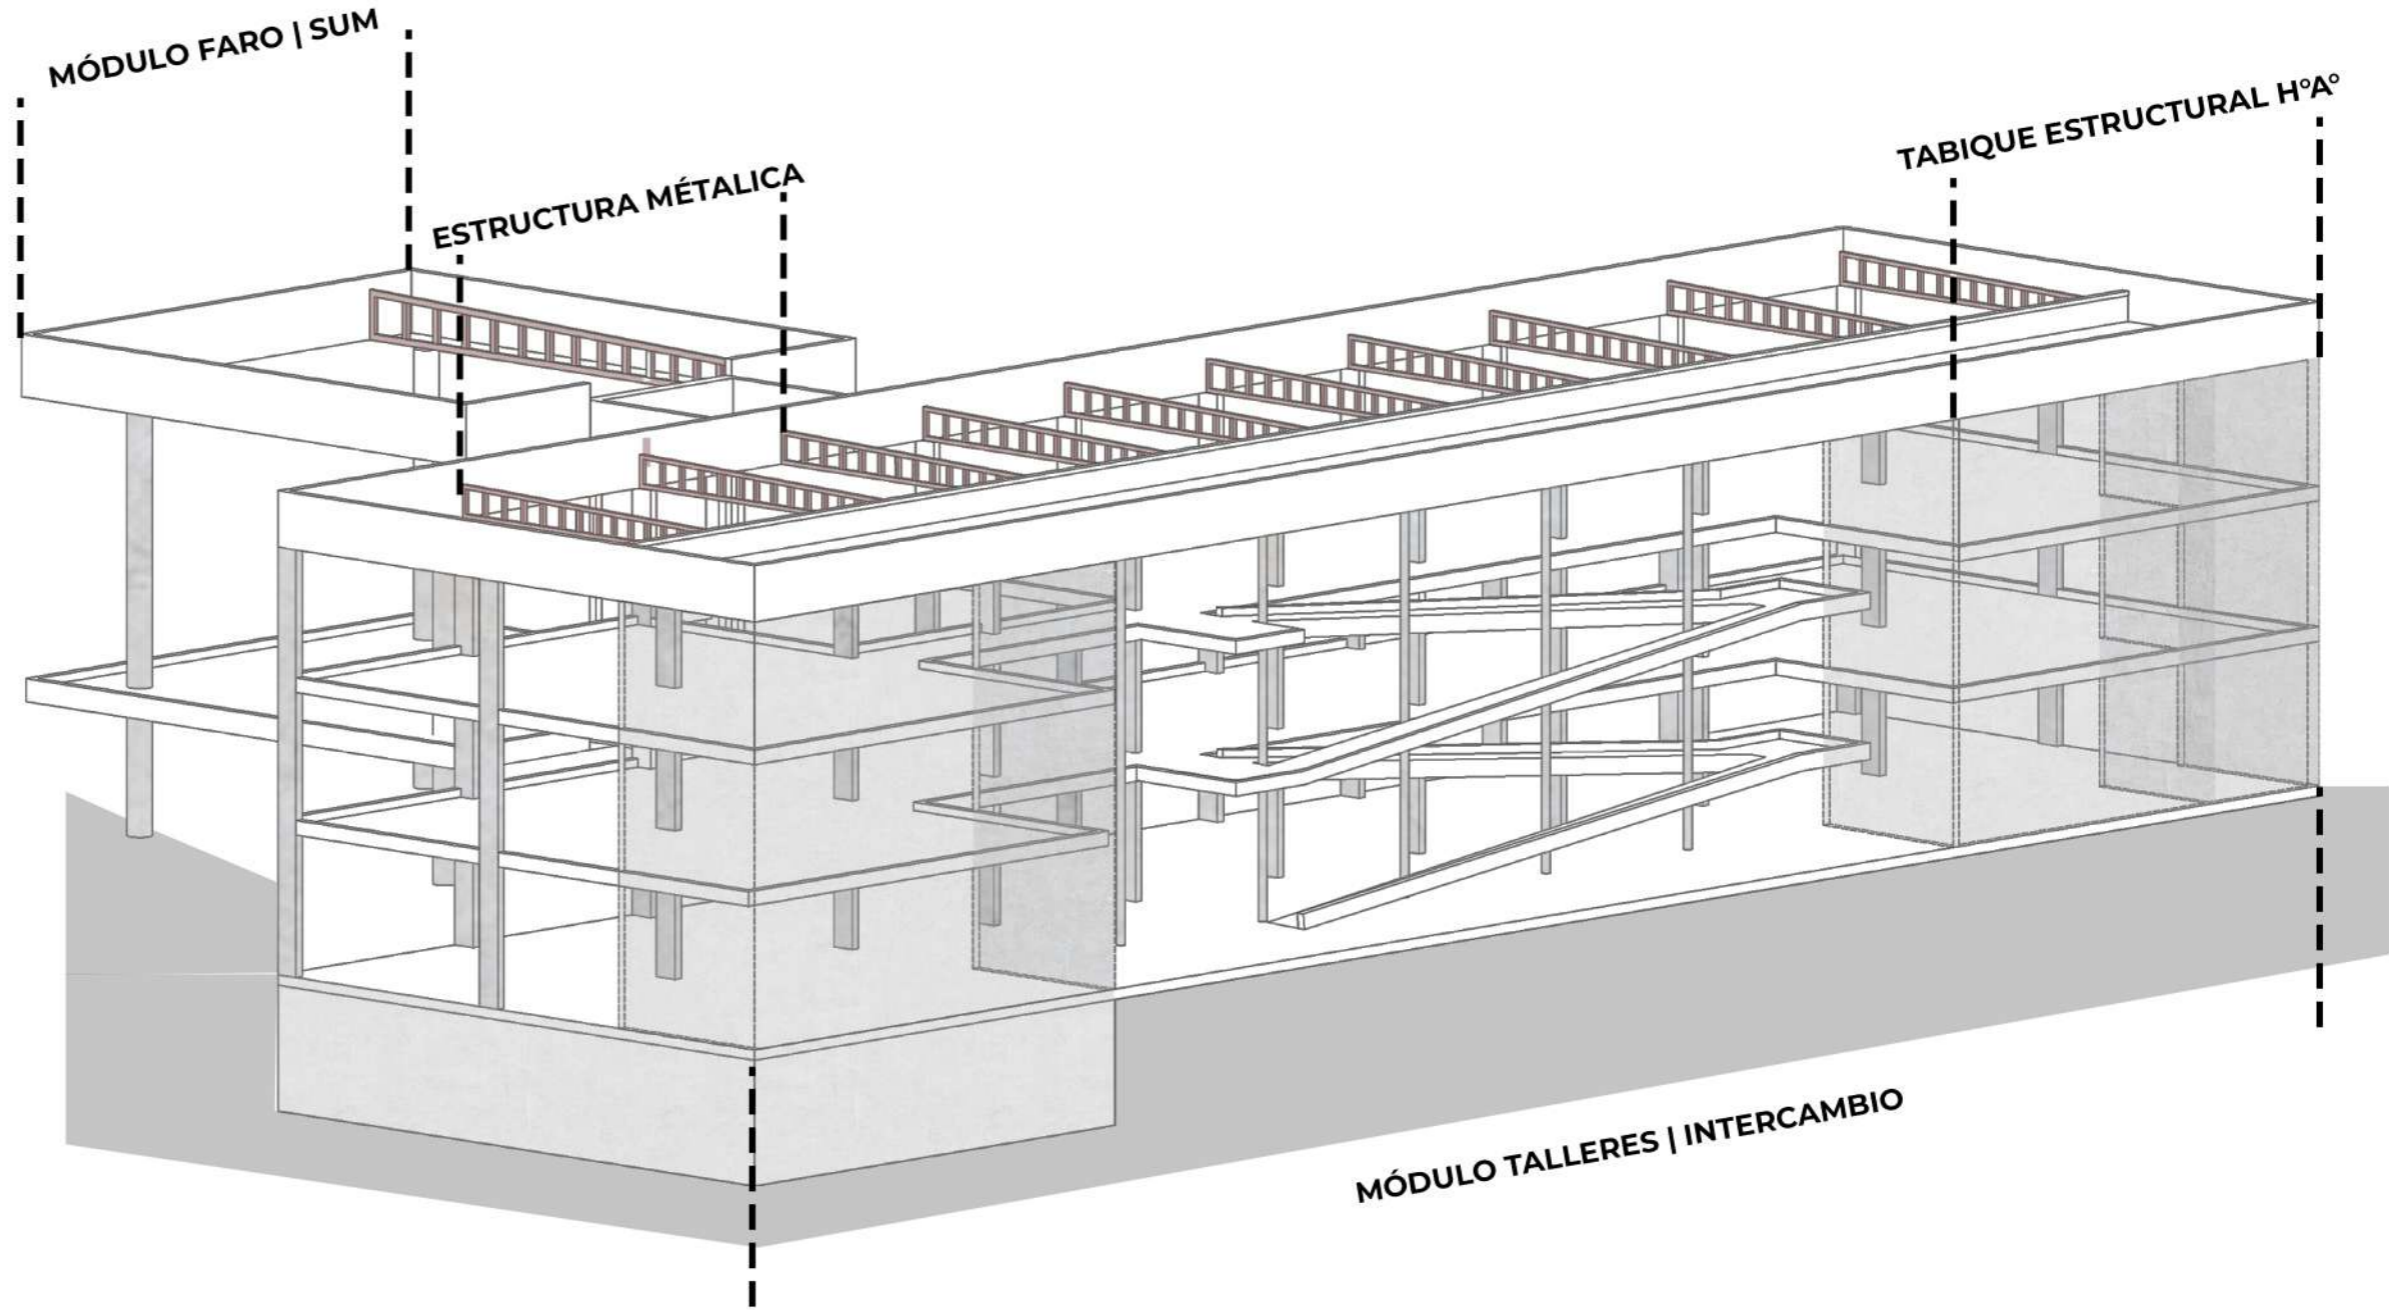 MÓDULO FARO | SUM
ESTRUCTURA MÉTALICA
TABIQUE ESTRUCTURAL H°A°
MÓDULO TALLERES | INTERCAMBIO